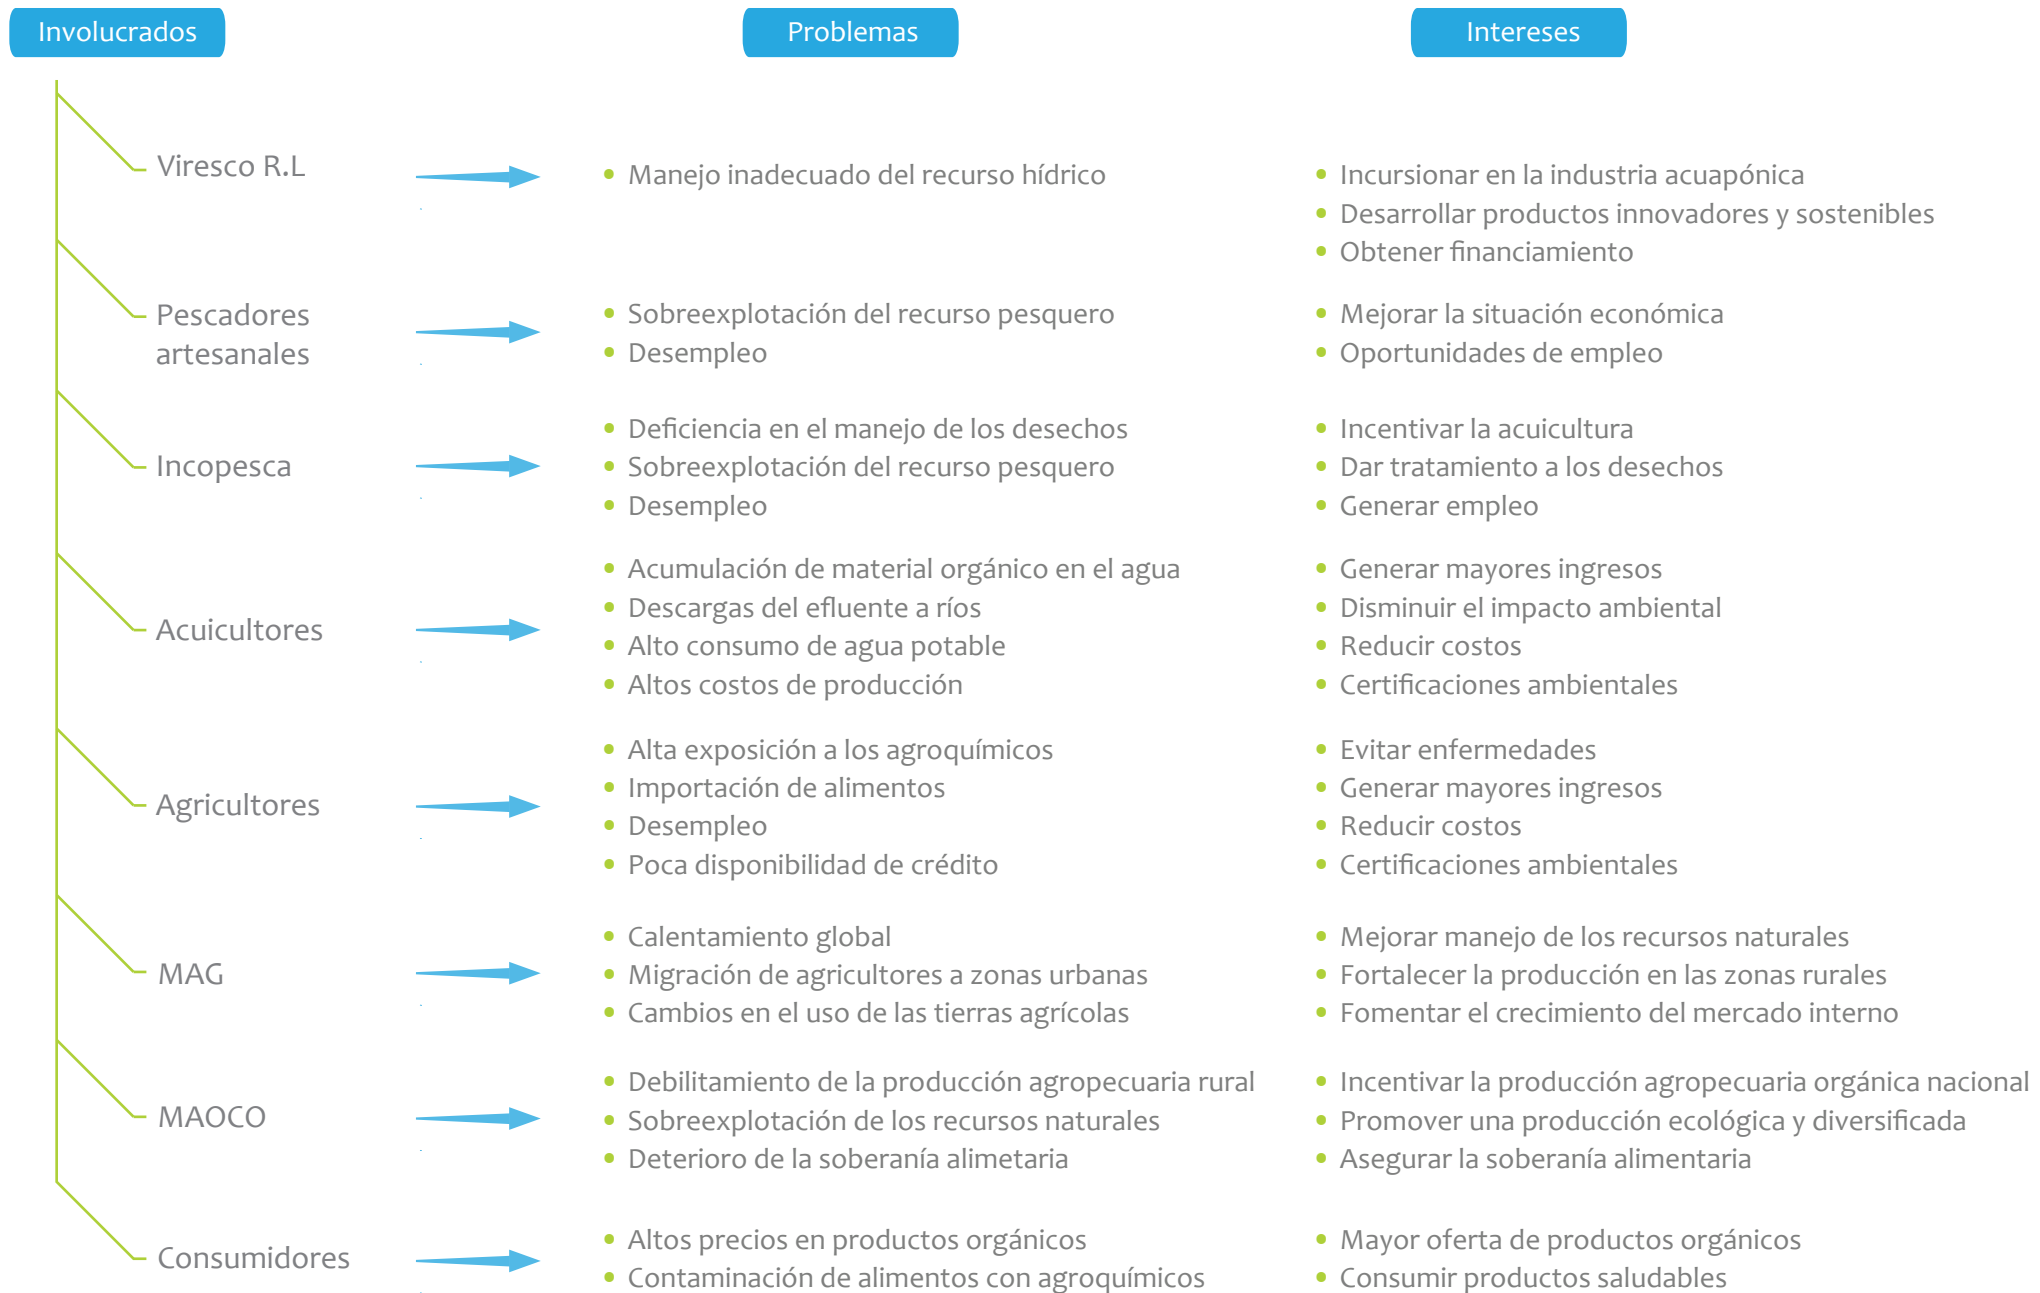 Involucrados Problemas Intereses
Viresco R.L
• Manejo inadecuado del recurso hídrico
• Incursionar en la industria acuapónica
• Desarrollar productos innovadores y sostenibles
• Obtener financiamiento
Pescadores
artesanales
• Sobreexplotación del recurso pesquero
• Desempleo
• Mejorar la situación económica
• Oportunidades de empleo
Incopesca
• Deficiencia en el manejo de los desechos
• Sobreexplotación del recurso pesquero
• Desempleo
• Incentivar la acuicultura
• Dar tratamiento a los desechos
• Generar empleo
Acuicultores
• Acumulación de material orgánico en el agua
• Descargas del efluente a ríos
• Alto consumo de agua potable
• Altos costos de producción
• Generar mayores ingresos
• Disminuir el impacto ambiental
• Reducir costos
• Certificaciones ambientales
Agricultores
• Alta exposición a los agroquímicos
• Importación de alimentos
• Desempleo
• Poca disponibilidad de crédito
• Evitar enfermedades
• Generar mayores ingresos
• Reducir costos
• Certificaciones ambientales
MAG
• Calentamiento global
• Migración de agricultores a zonas urbanas
• Cambios en el uso de las tierras agrícolas
• Mejorar manejo de los recursos naturales
• Fortalecer la producción en las zonas rurales
• Fomentar el crecimiento del mercado interno
MAOCO
• Debilitamiento de la producción agropecuaria rural
• Sobreexplotación de los recursos naturales
• Deterioro de la soberanía alimetaria
• Incentivar la producción agropecuaria orgánica nacional
• Promover una producción ecológica y diversificada
• Asegurar la soberanía alimentaria
Consumidores
• Altos precios en productos orgánicos
• Contaminación de alimentos con agroquímicos
• Mayor oferta de productos orgánicos
• Consumir productos saludables